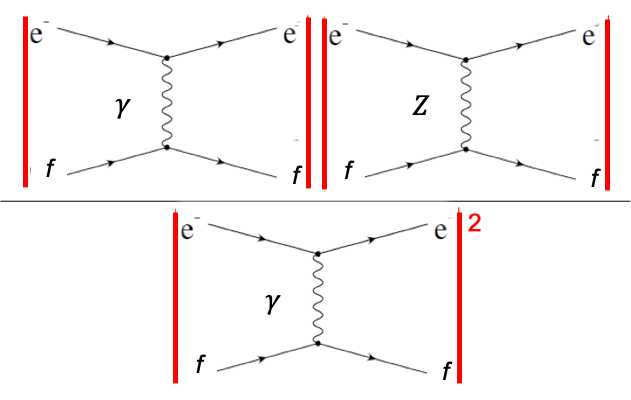 e⁻ e⁻ e⁻ e⁻
γ Z
f f f f
e⁻ e 2
γ
f f